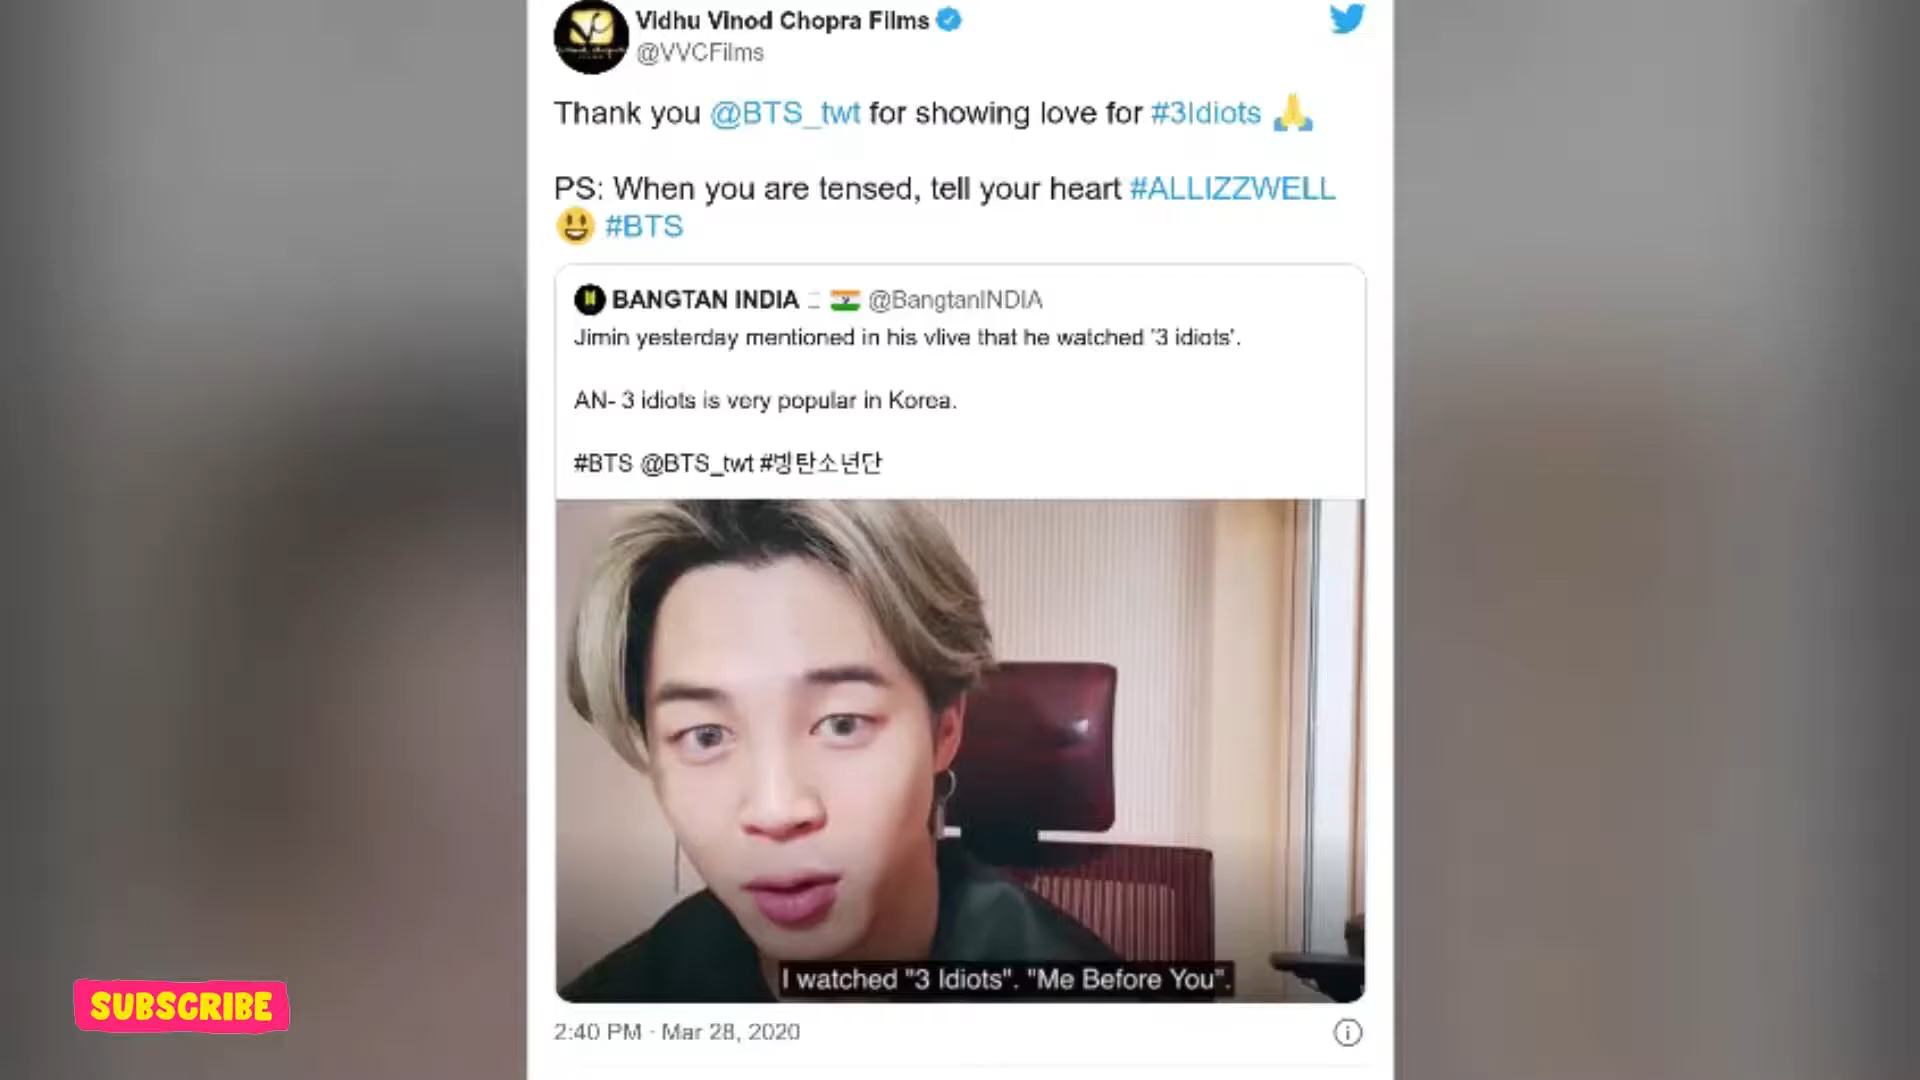 Vidhu Vinod Chopra Films
@VVCFilms
Thank you @BTS_twt for showing love for #3Idiots 🙏
PS: When you are tensed, tell your heart #ALLIZZWELL
😃 #BTS
BANGTAN INDIA 🇮🇳 @BangtanINDIA
Jimin yesterday mentioned in his vlive that he watched '3 idiots'.
AN- 3 idiots is very popular in Korea.
#BTS @BTS_twt #방탄소년단
I watched "3 Idiots". "Me Before You".
SUBSCRIBE
2:40 PM · Mar 28, 2020